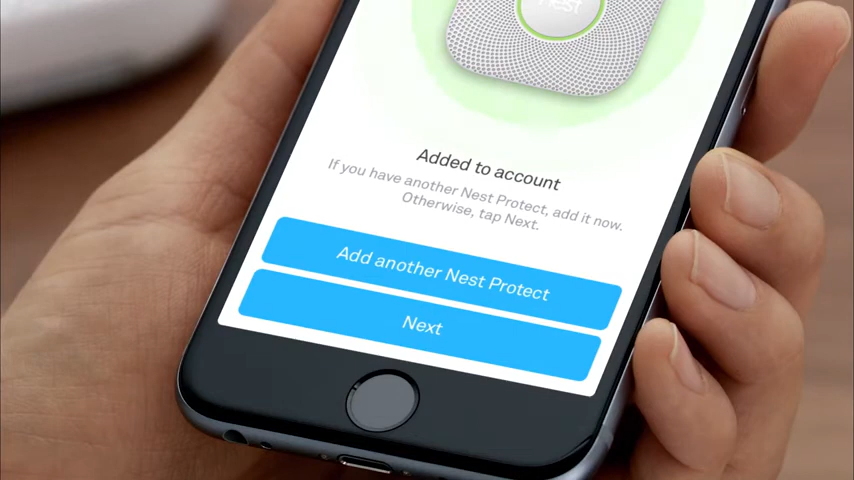 nest
Added to account
If you have another Nest Protect, add it now.
Otherwise, tap Next.
Add another Nest Protect
Next